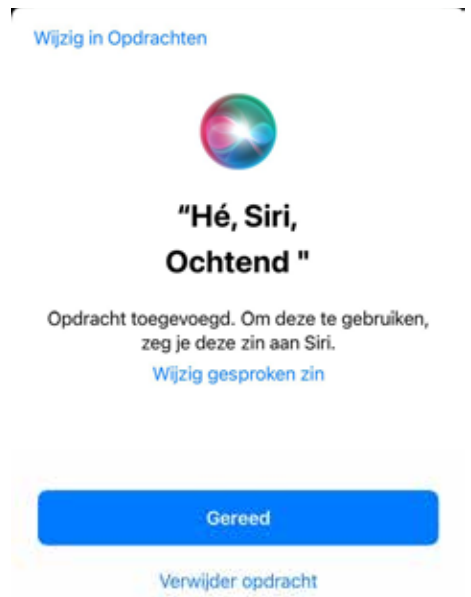 Wijzig in Opdrachten
“Hé, Siri,
Ochtend "
Opdracht toegevoegd. Om deze te gebruiken,
zeg je deze zin aan Siri.
Wijzig gesproken zin
Gereed
Verwijder opdracht